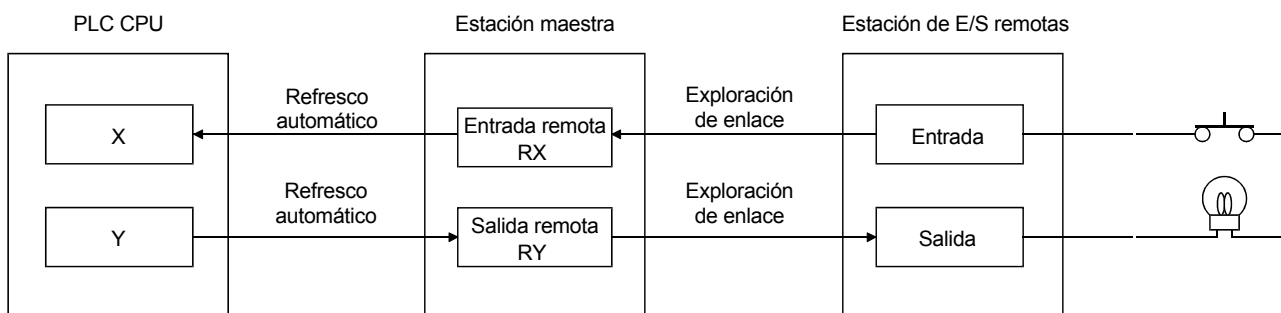 PLC CPU
Estación maestra
Estación de E/S remotas
Refresco
automático
Exploración
de enlace
X
Entrada remota
RX
Entrada
Refresco
automático
Exploración
de enlace
Y
Salida remota
RY
Salida